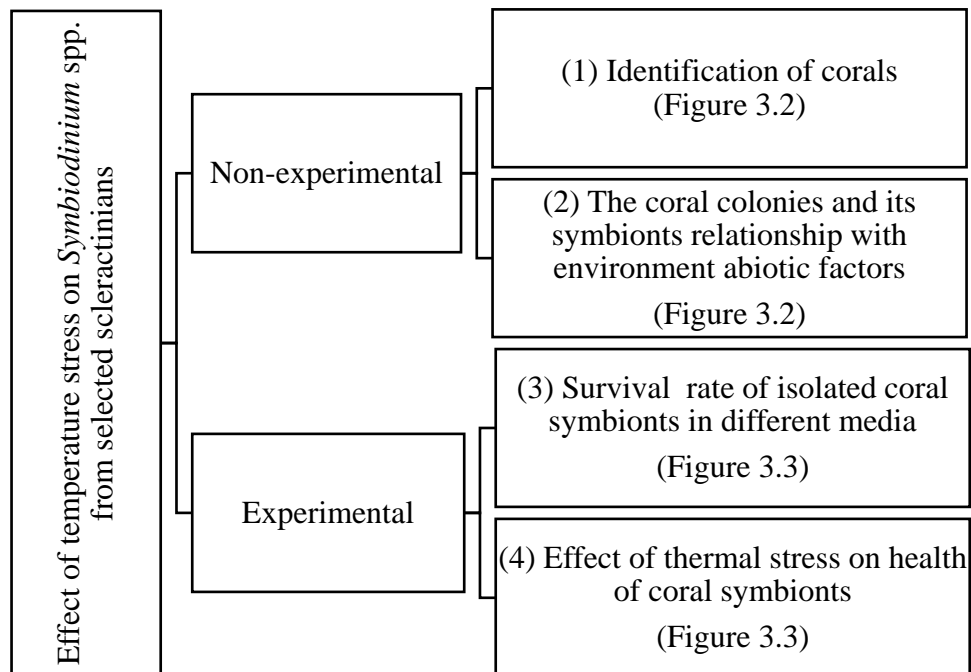 Effect of temperature stress on Symbiodinium spp.
from selected scleractinians
Non-experimental
(1) Identification of corals
(Figure 3.2)
(2) The coral colonies and its
symbionts relationship with
environment abiotic factors
(Figure 3.2)
Experimental
(3) Survival rate of isolated coral
symbionts in different media
(Figure 3.3)
(4) Effect of thermal stress on health
of coral symbionts
(Figure 3.3)